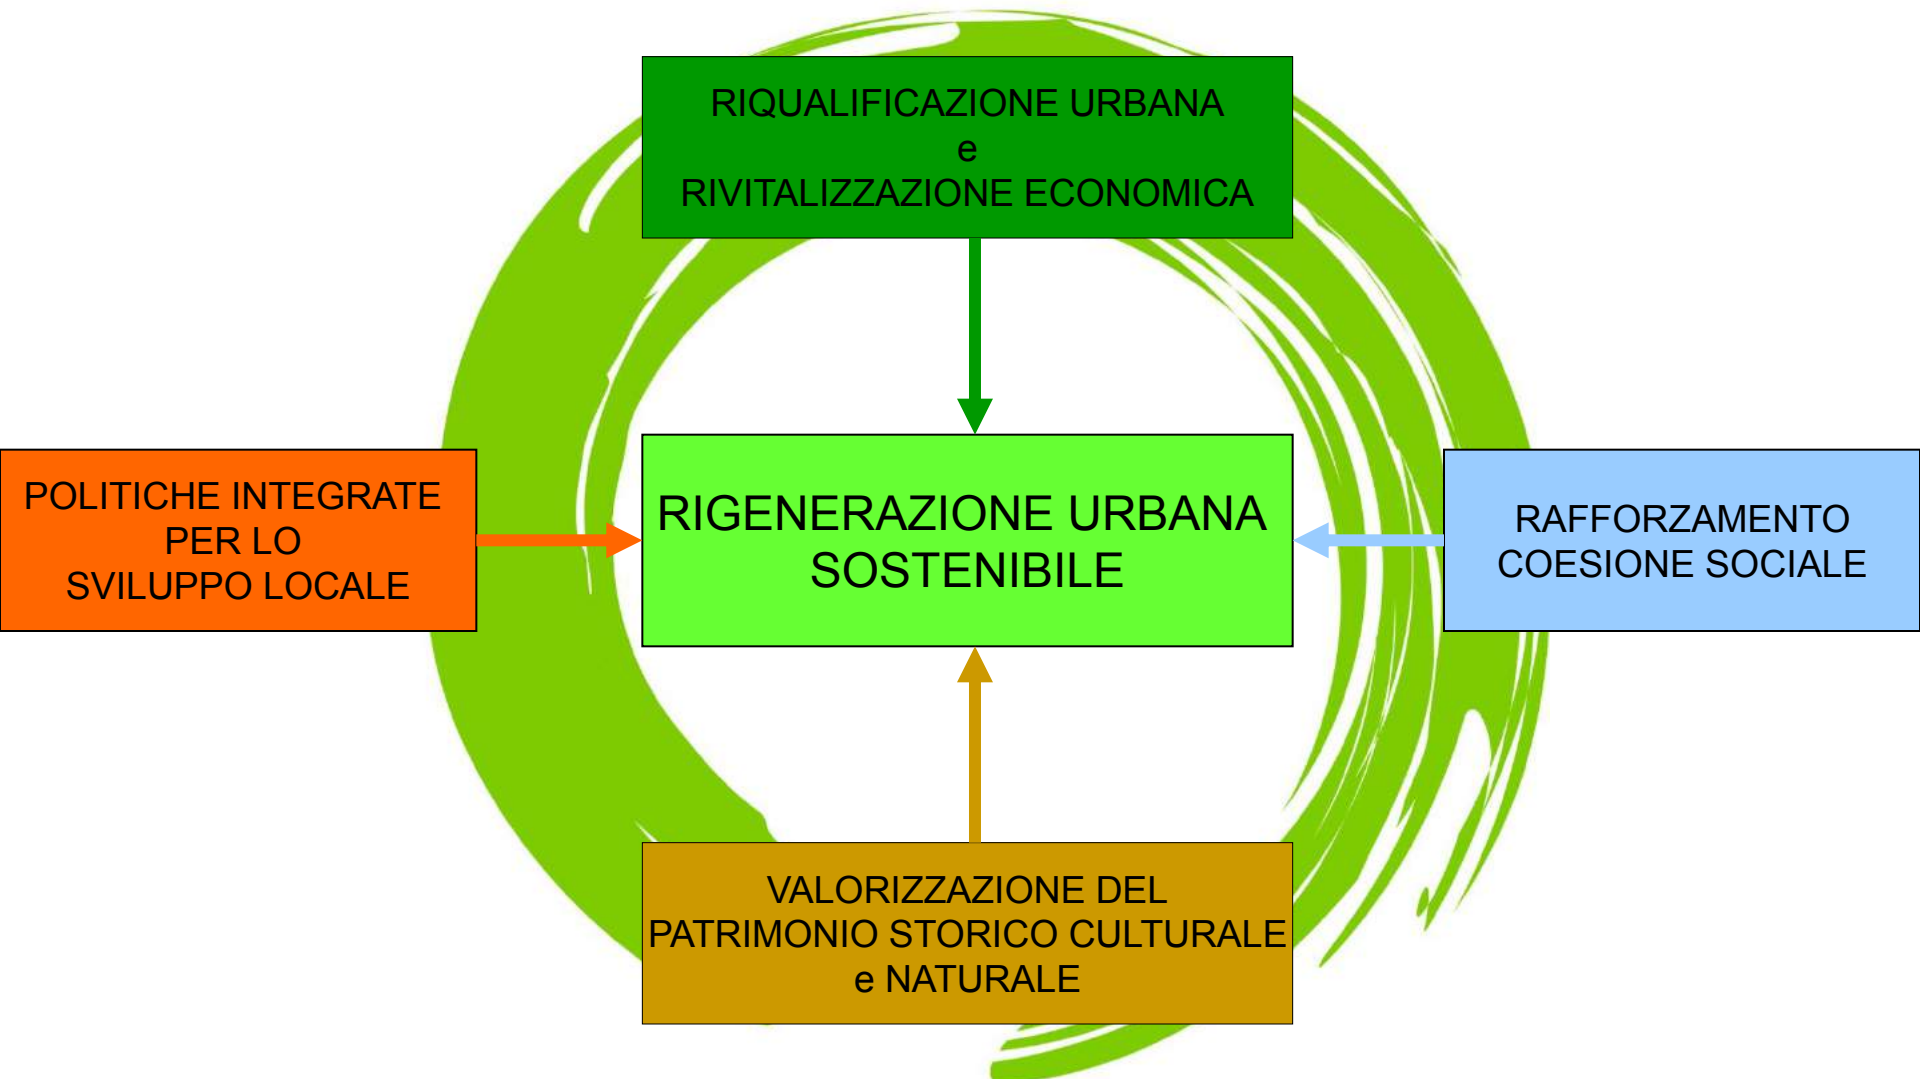 RIQUALIFICAZIONE URBANA
e
RIVITALIZZAZIONE ECONOMICA
POLITICHE INTEGRATE
PER LO
SVILUPPO LOCALE
RIGENERAZIONE URBANA
SOSTENIBILE
RAFFORZAMENTO
COESIONE SOCIALE
VALORIZZAZIONE DEL
PATRIMONIO STORICO CULTURALE
e NATURALE